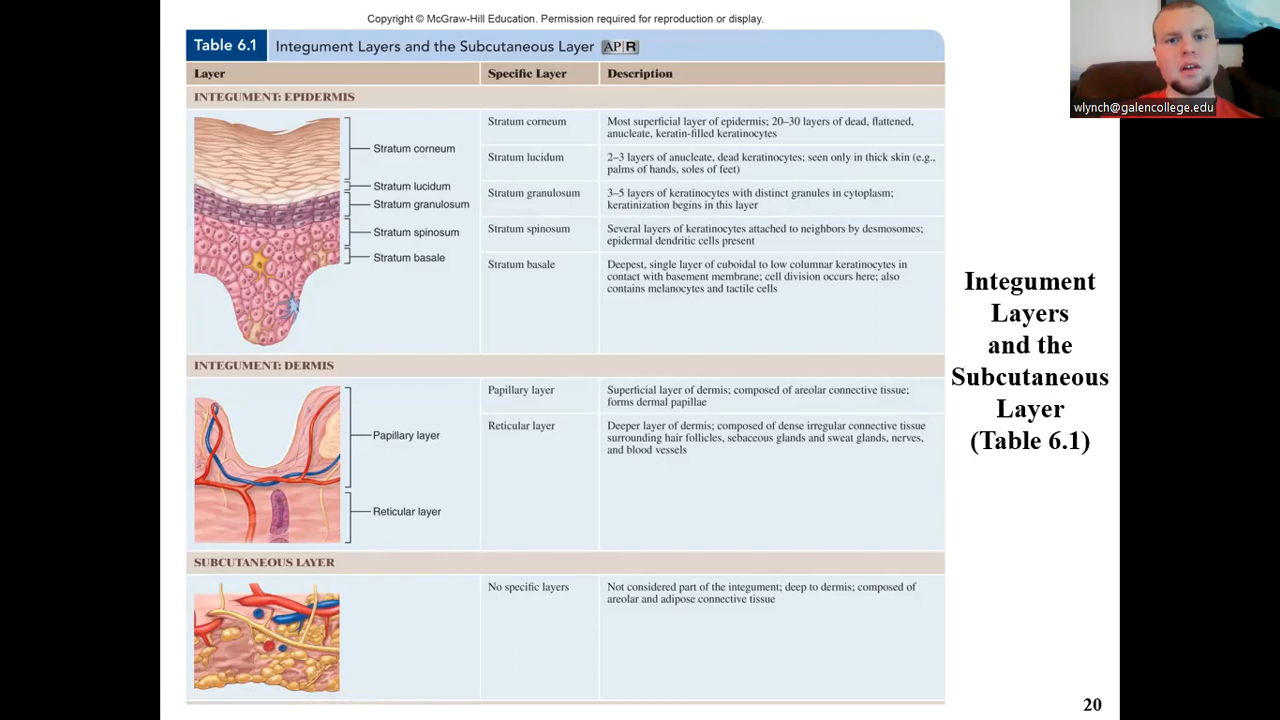 Copyright © McGraw-Hill Education. Permission required for reproduction or display.
Table 6.1 Integument Layers and the Subcutaneous Layer AP|R
Layer Specific Layer Description
INTEGUMENT: EPIDERMIS
Stratum corneum
Stratum lucidum
Stratum granulosum
Stratum spinosum
Stratum basale
Stratum corneum
Most superficial layer of epidermis; 20–30 layers of dead, flattened,
anucleate, keratin-filled keratinocytes
Stratum lucidum
2–3 layers of anucleate, dead keratinocytes; seen only in thick skin (e.g.,
palms of hands, soles of feet)
Stratum granulosum
3–5 layers of keratinocytes with distinct granules in cytoplasm;
keratinization begins in this layer
Stratum spinosum
Several layers of keratinocytes attached to neighbors by desmosomes;
epidermal dendritic cells present
Stratum basale
Deepest, single layer of cuboidal to low columnar keratinocytes in
contact with basement membrane; cell division occurs here; also
contains melanocytes and tactile cells
INTEGUMENT: DERMIS
Papillary layer
Reticular layer
Papillary layer
Superficial layer of dermis; composed of areolar connective tissue;
forms dermal papillae
Reticular layer
Deeper layer of dermis; composed of dense irregular connective tissue
surrounding hair follicles, sebaceous glands and sweat glands, nerves,
and blood vessels
SUBCUTANEOUS LAYER
No specific layers
Not considered part of the integument; deep to dermis; composed of
areolar and adipose connective tissue
Integument
Layers
and the
Subcutaneous
Layer
(Table 6.1)
20
wlynch@galencollege.edu